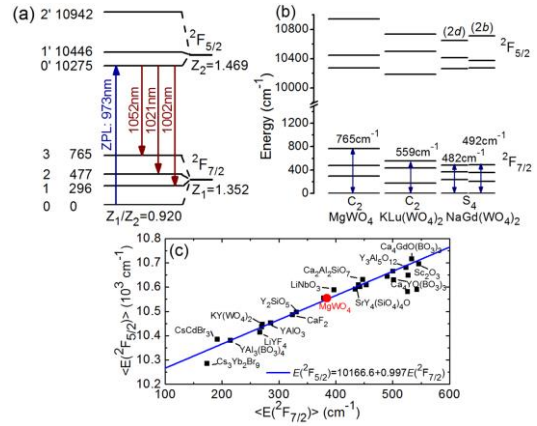 (a)
2' 10942
²F5/2
1' 10446
0' 10275
Z2=1.469
ZPL: 973nm
1052nm
1021nm
1002nm
3 765
²F7/2
2 477
1 296
Z1=1.352
0 0
Z1/Z2=0.920
(b)
Energy (cm⁻¹)
10800
10600
10400
10200
10000
800
400
0
(2d) (2b)
²F5/2
765cm⁻¹
559cm⁻¹
492cm⁻¹
482cm⁻¹
²F7/2
C2 C2 S4
MgWO4 KLu(WO4)2 NaGd(WO4)2
(c)
<E(²F5/2)> (10³ cm⁻¹)
10.8
10.7
10.6
10.5
10.4
10.3
10.2
Ca4GdO(BO3)3
Y3Al5O12
Sc2O3
Ca2Al2SiO7
LiNbO3
Ca4YO(BO3)3
MgWO4
SrY4(SiO4)3O
Y2SiO5
CaF2
KY(WO4)2
YAlO3
CsCdBr3
LiYF4
YAl3(BO3)4
Cs3Yb2Br9
E(²F5/2)=10166.6+0.997E(²F7/2)
100 200 300 400 500 600
<E(²F7/2)> (cm⁻¹)